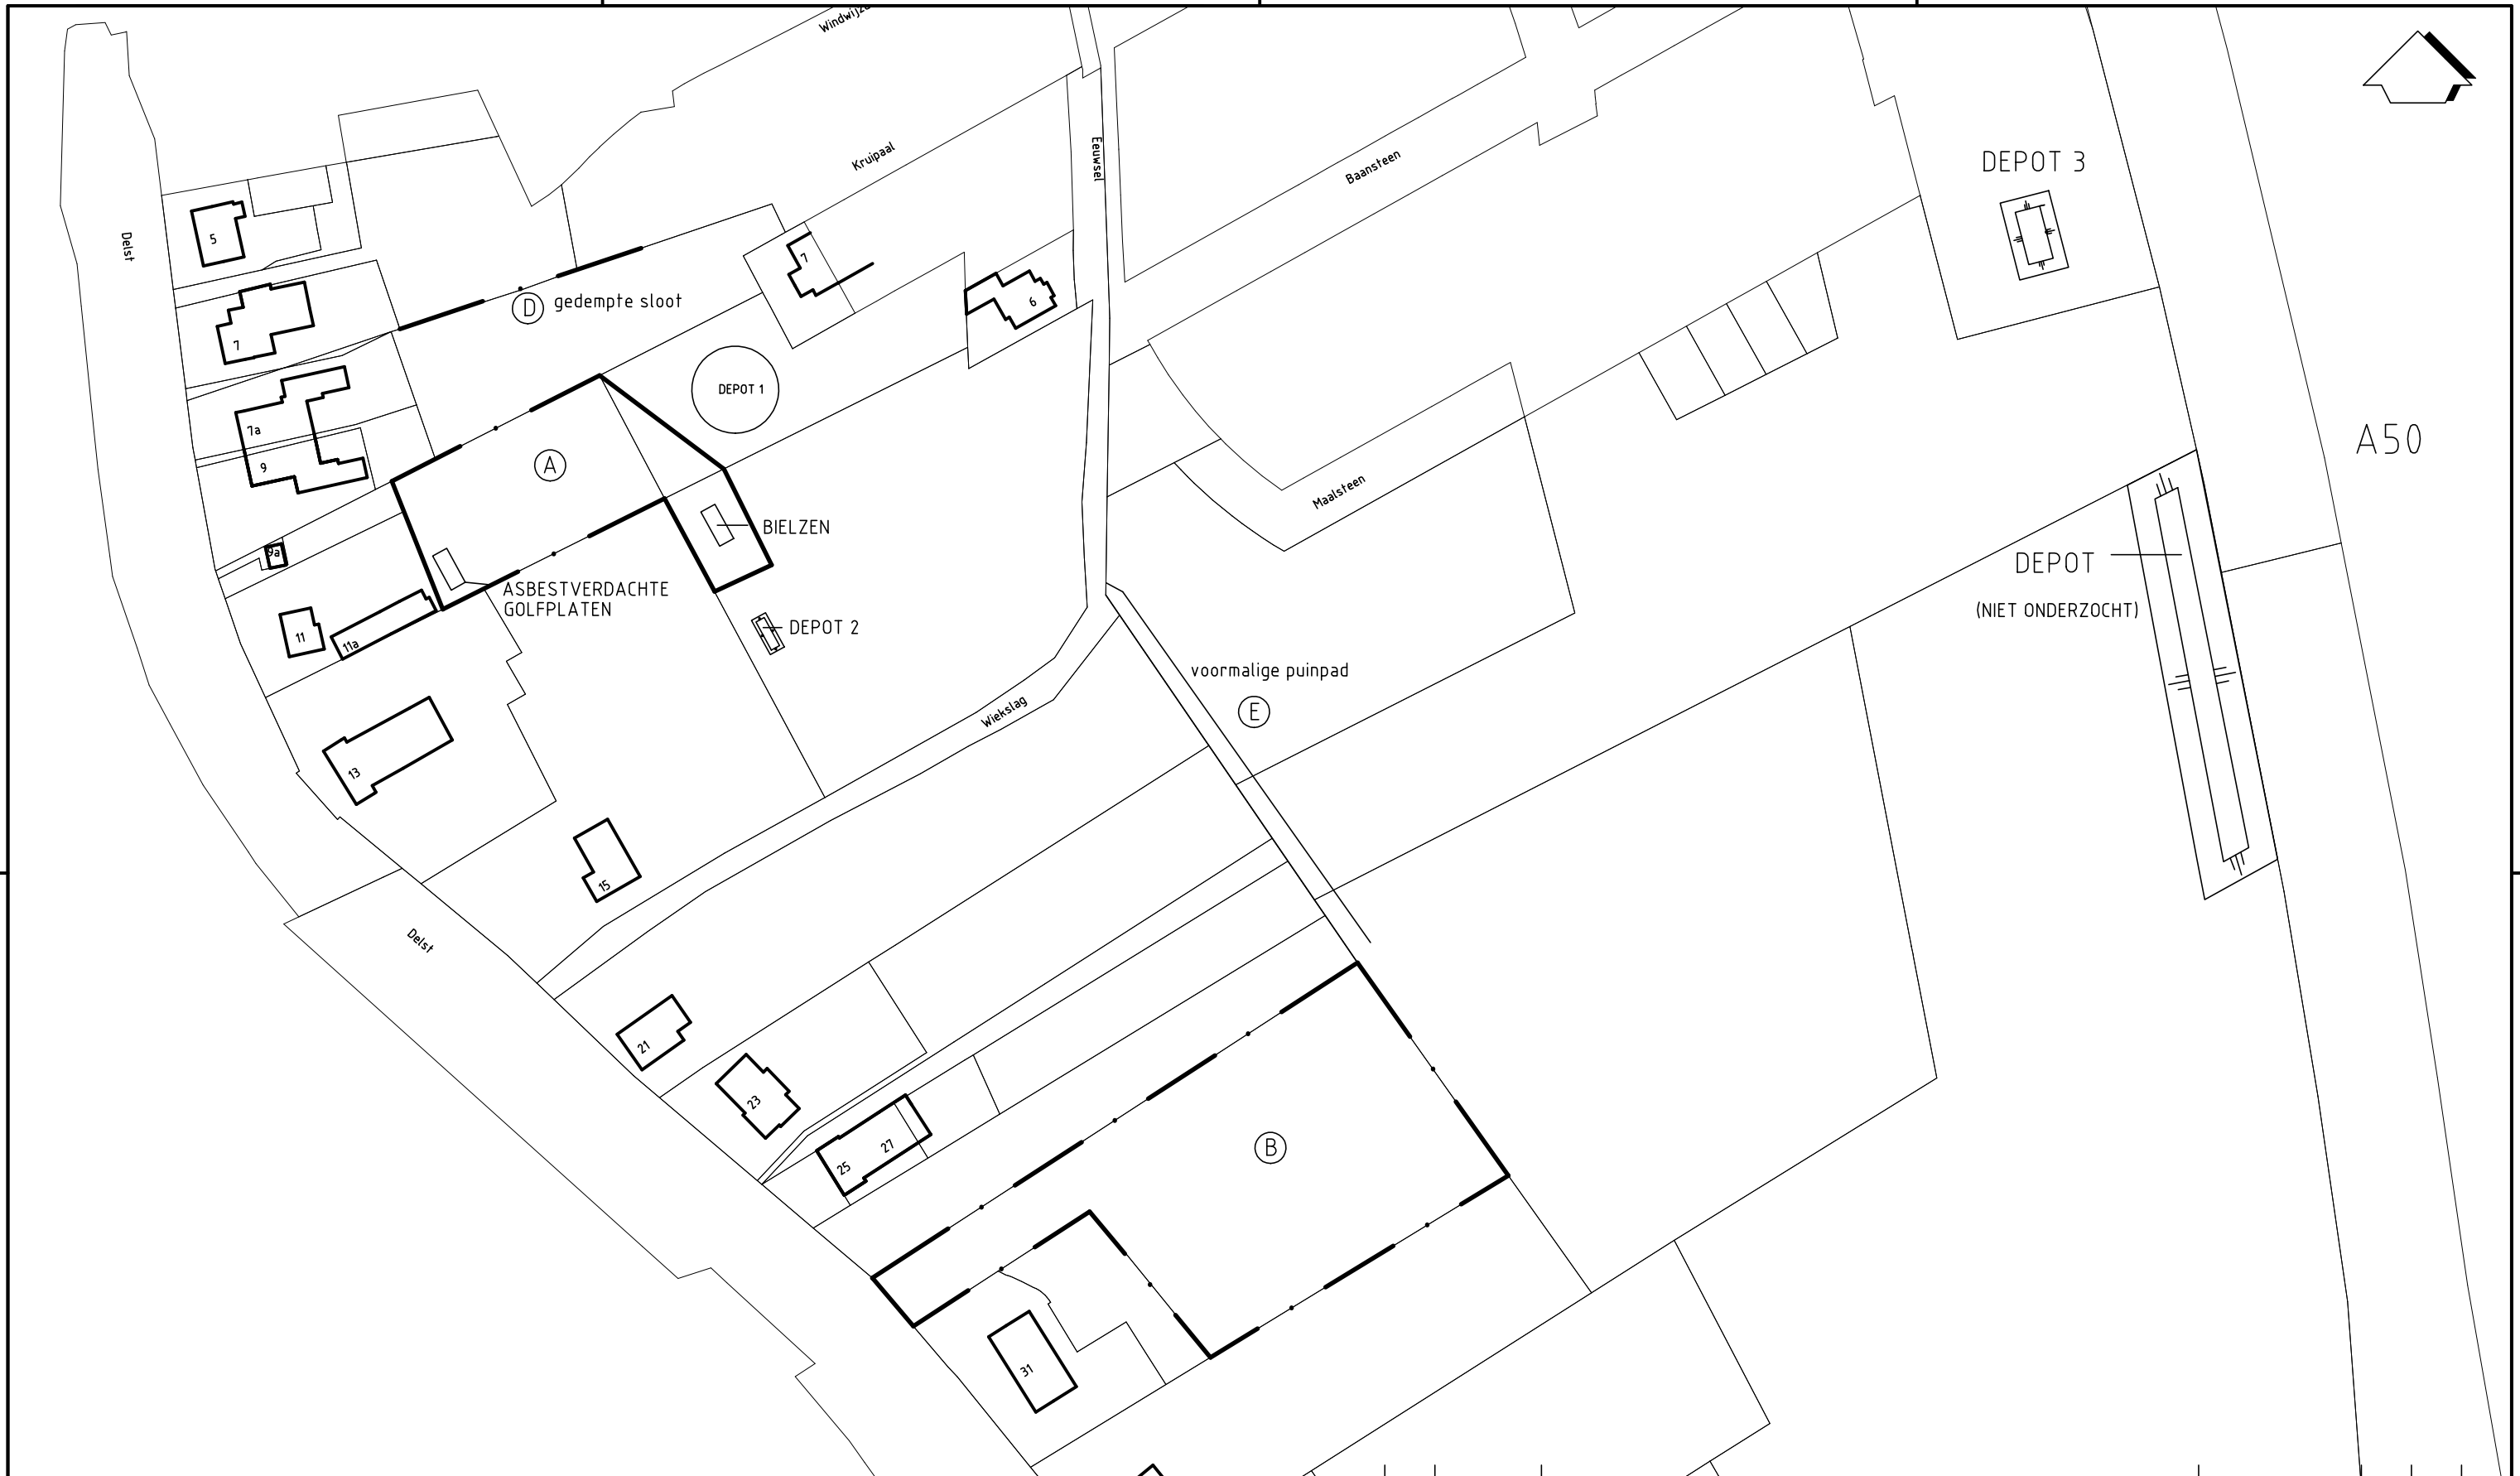 Kruipaal
Eeuwsel
Baansteen
DEPOT 3
Delst
5
7
D
gedempte sloot
7
6
7a
9
DEPOT 1
A50
A
Maalsteen
BIELZEN
9a
ASBESTVERDACHTE
GOLFPLATEN
DEPOT
(NIET ONDERZOCHT)
11
11a
DEPOT 2
voormalige puinpad
E
Wiekslag
13
15
Delst
21
23
25
27
B
31